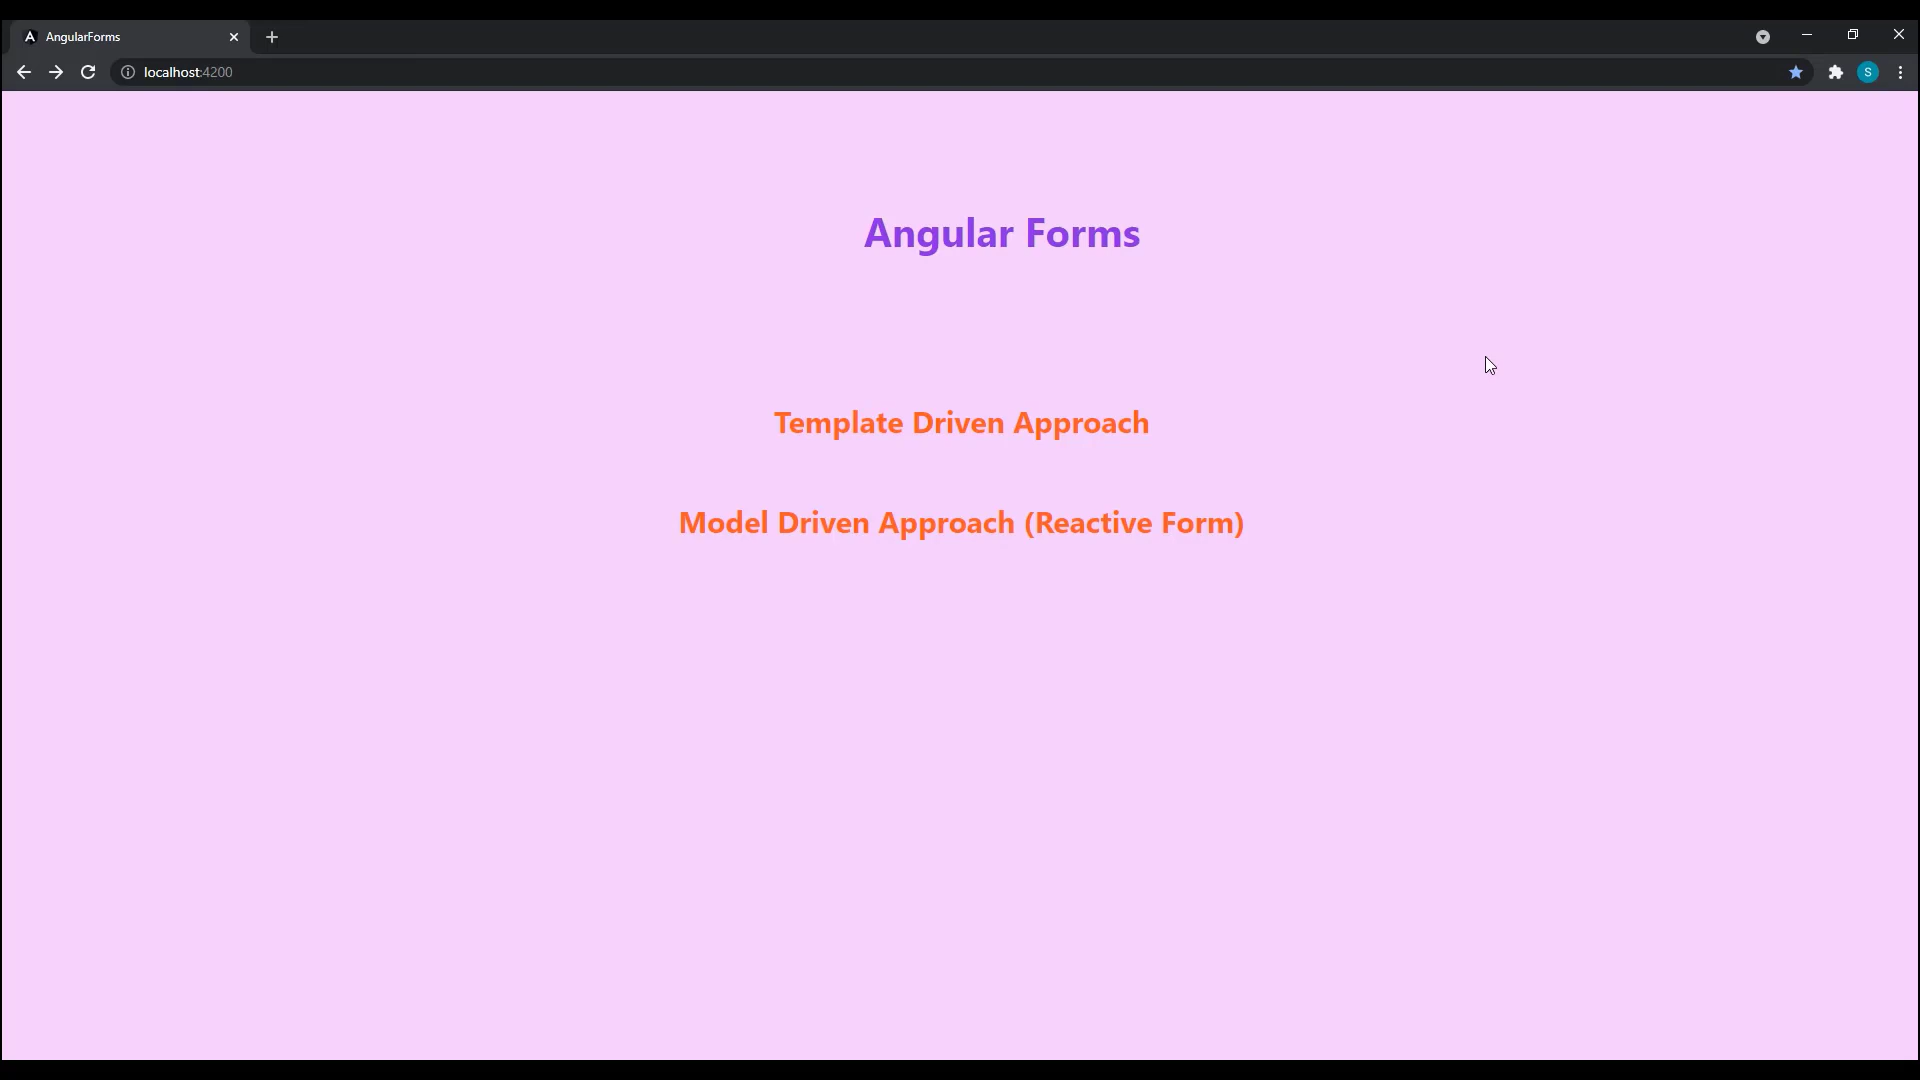 AngularForms
localhost:4200
S
Angular Forms
Template Driven Approach
Model Driven Approach (Reactive Form)